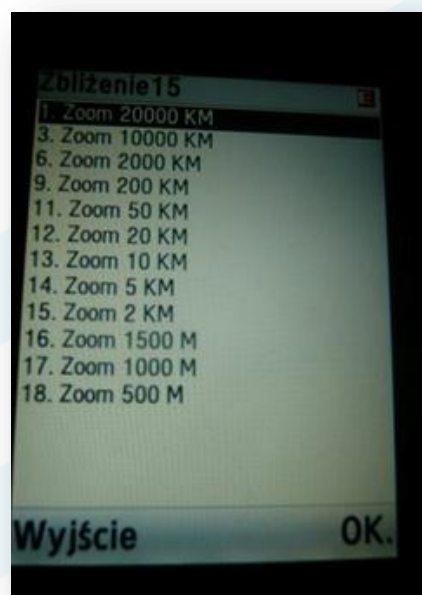 Zbliżenie15
1. Zoom 20000 KM
3. Zoom 10000 KM
6. Zoom 2000 KM
9. Zoom 200 KM
11. Zoom 50 KM
12. Zoom 20 KM
13. Zoom 10 KM
14. Zoom 5 KM
15. Zoom 2 KM
16. Zoom 1500 M
17. Zoom 1000 M
18. Zoom 500 M
Wyjście OK.